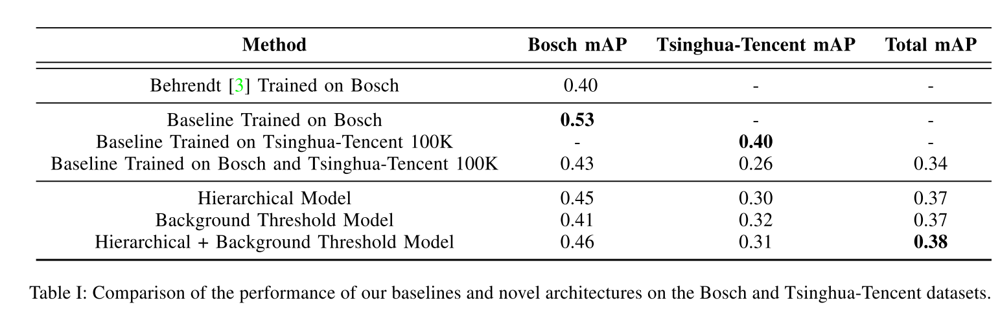 Method Bosch mAP Tsinghua-Tencent mAP Total mAP
Behrendt [3] Trained on Bosch 0.40 - -
Baseline Trained on Bosch 0.53 - -
Baseline Trained on Tsinghua-Tencent 100K - 0.40 -
Baseline Trained on Bosch and Tsinghua-Tencent 100K 0.43 0.26 0.34
Hierarchical Model 0.45 0.30 0.37
Background Threshold Model 0.41 0.32 0.37
Hierarchical + Background Threshold Model 0.46 0.31 0.38
Table I: Comparison of the performance of our baselines and novel architectures on the Bosch and Tsinghua-Tencent datasets.